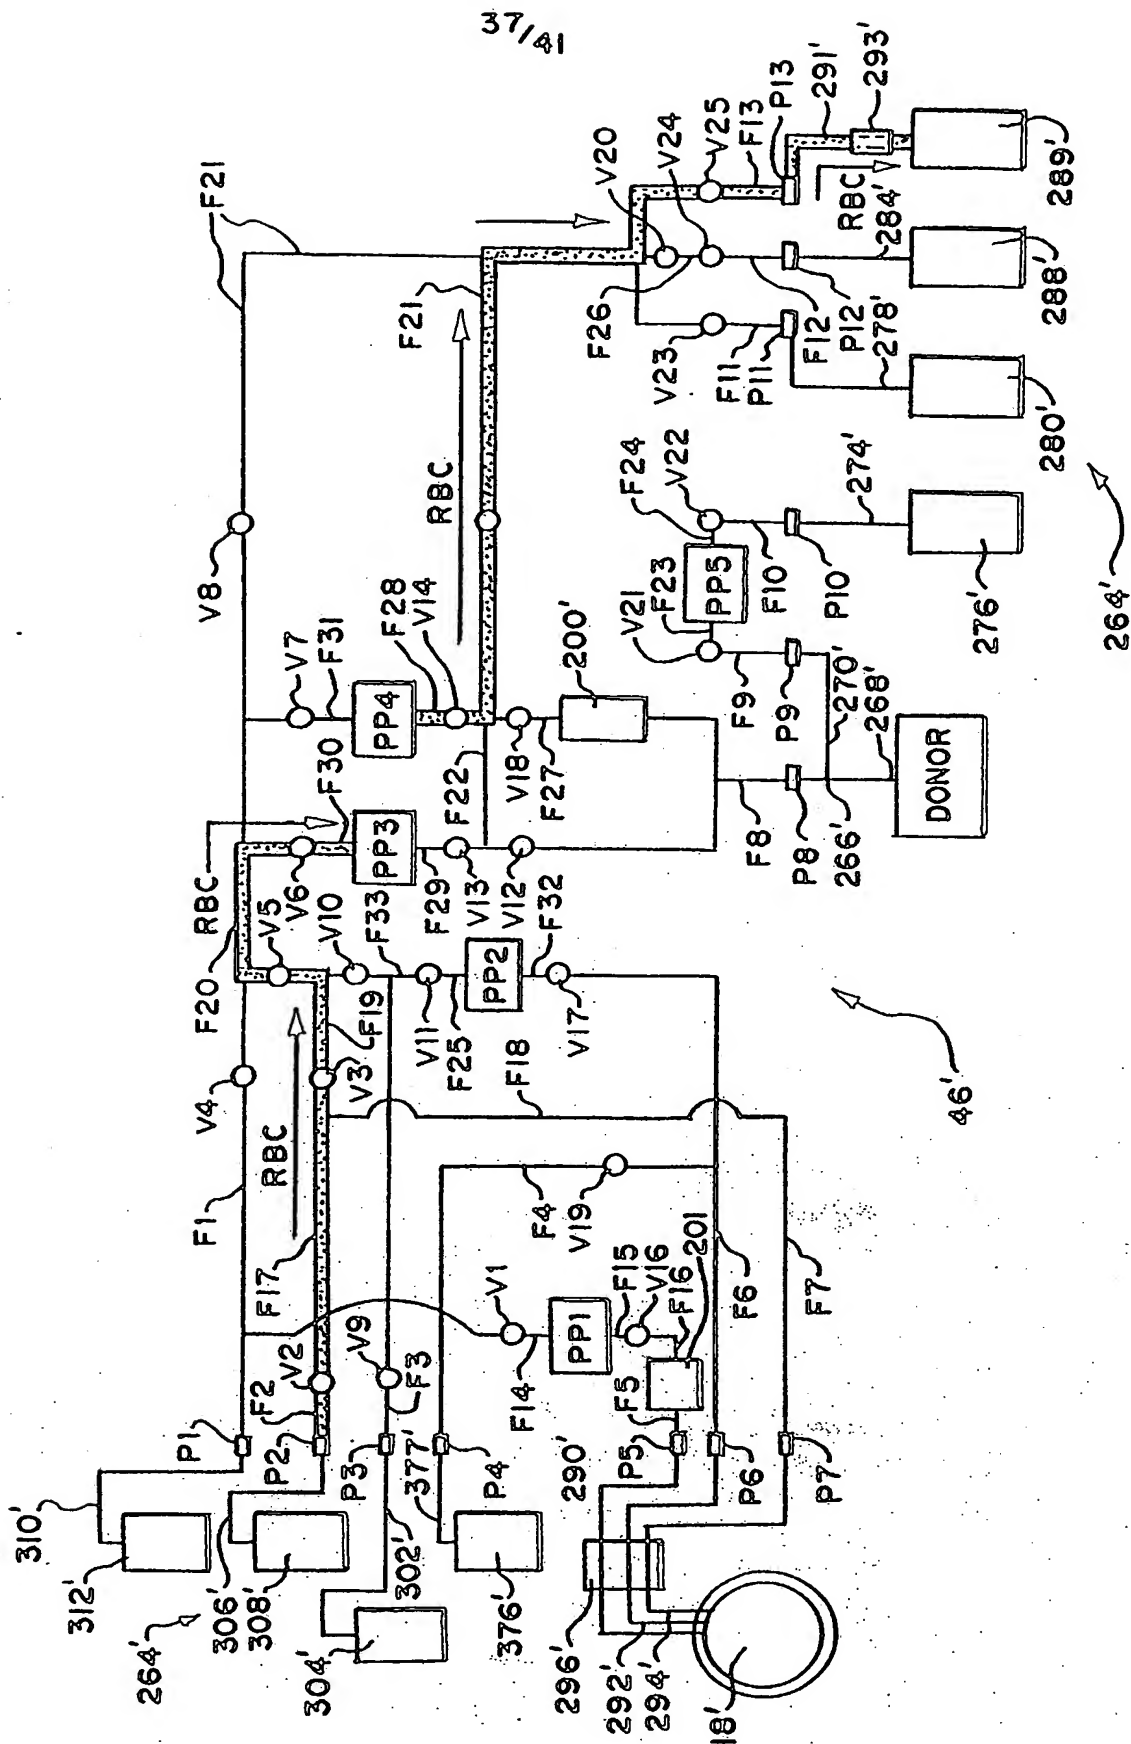 37/41
F21
V8
V7
F31
PP4
F28
V14
RBC
F21
RBC
F20
V5
V6
F30
PP3
F29
V13
F22
V12
V18
F27
200'
V10
F33
V11
F25
PP2
F32
V17
V4
F1
RBC
F17
V3
F19
F18
V2
F2
V9
F3
V1
F14
PP1
F15
V16
F16
201
F4
V19
F5
F6
F7
P1
P2
P3
P4
P5
P6
P7
310'
312'
264'
306'
308'
302'
304'
377'
376'
290'
296'
292'
294'
18'
46'
F8
P8
266'
268'
270'
DONOR
F9
P9
V21
F23
PP5
F24
V22
F10
P10
274'
276'
V20
V24
V25
F13
P13
291'
293'
RBC
F26
V23
F11
P11
F12
P12
278'
284'
280'
288'
289'
264'